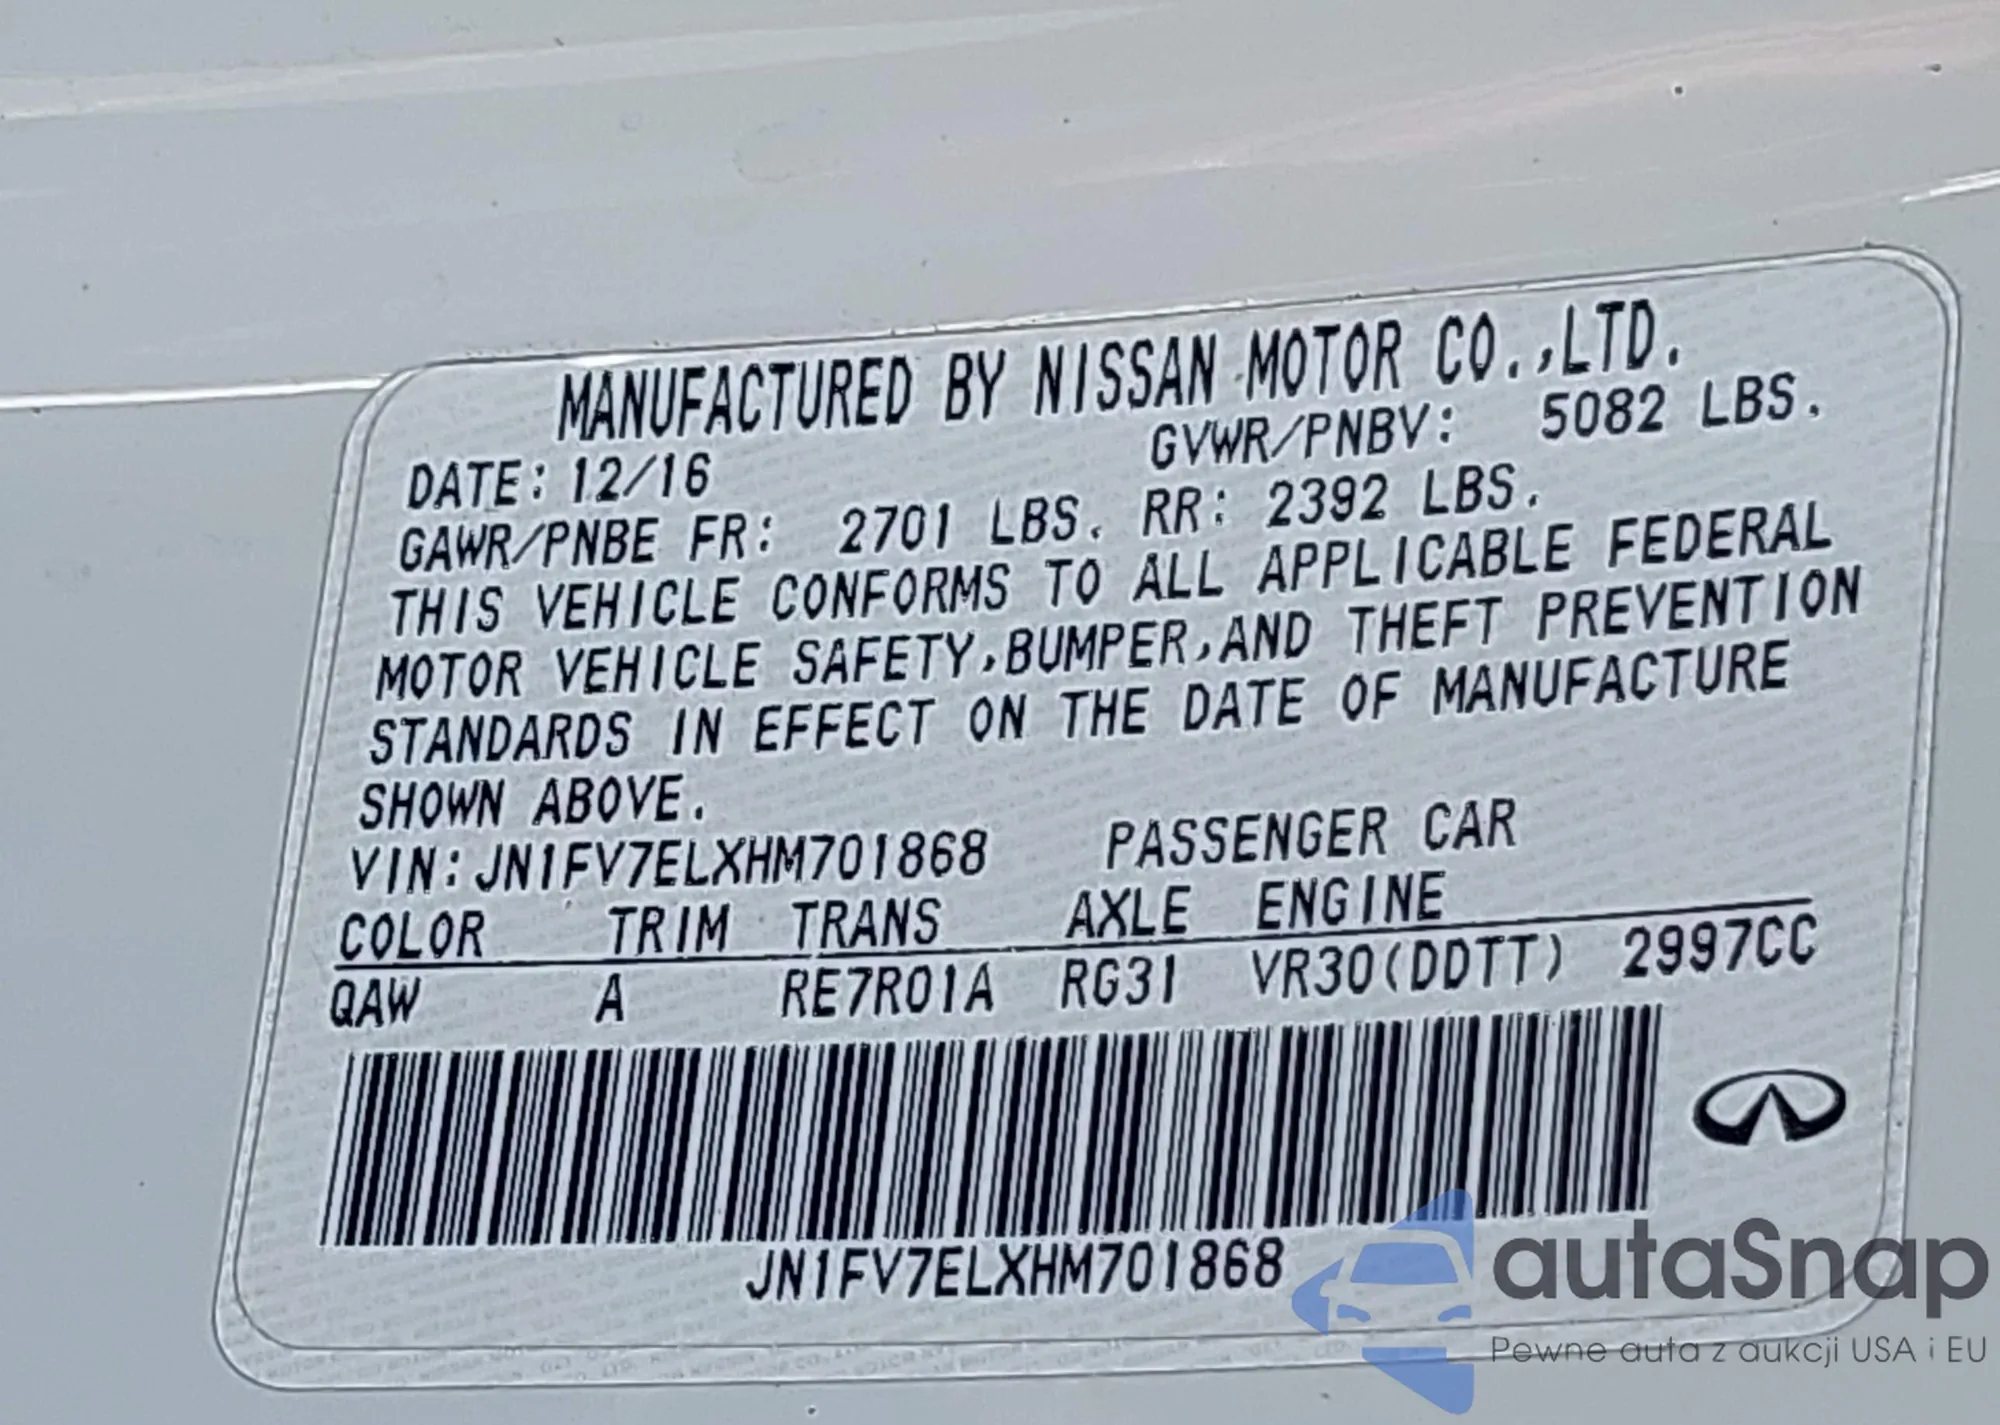 MANUFACTURED BY NISSAN MOTOR CO.,LTD.
DATE: 12/16 GVWR/PNBV: 5082 LBS.
GAWR/PNBE FR: 2701 LBS. RR: 2392 LBS.
THIS VEHICLE CONFORMS TO ALL APPLICABLE FEDERAL
MOTOR VEHICLE SAFETY,BUMPER,AND THEFT PREVENTION
STANDARDS IN EFFECT ON THE DATE OF MANUFACTURE
SHOWN ABOVE.
VIN:JN1FV7ELXHM701868 PASSENGER CAR
COLOR TRIM TRANS AXLE ENGINE
QAW A RE7R01A RG31 VR30(DDTT) 2997CC
JN1FV7ELXHM701868
autaSnap
Pewne auta z aukcji USA i EU